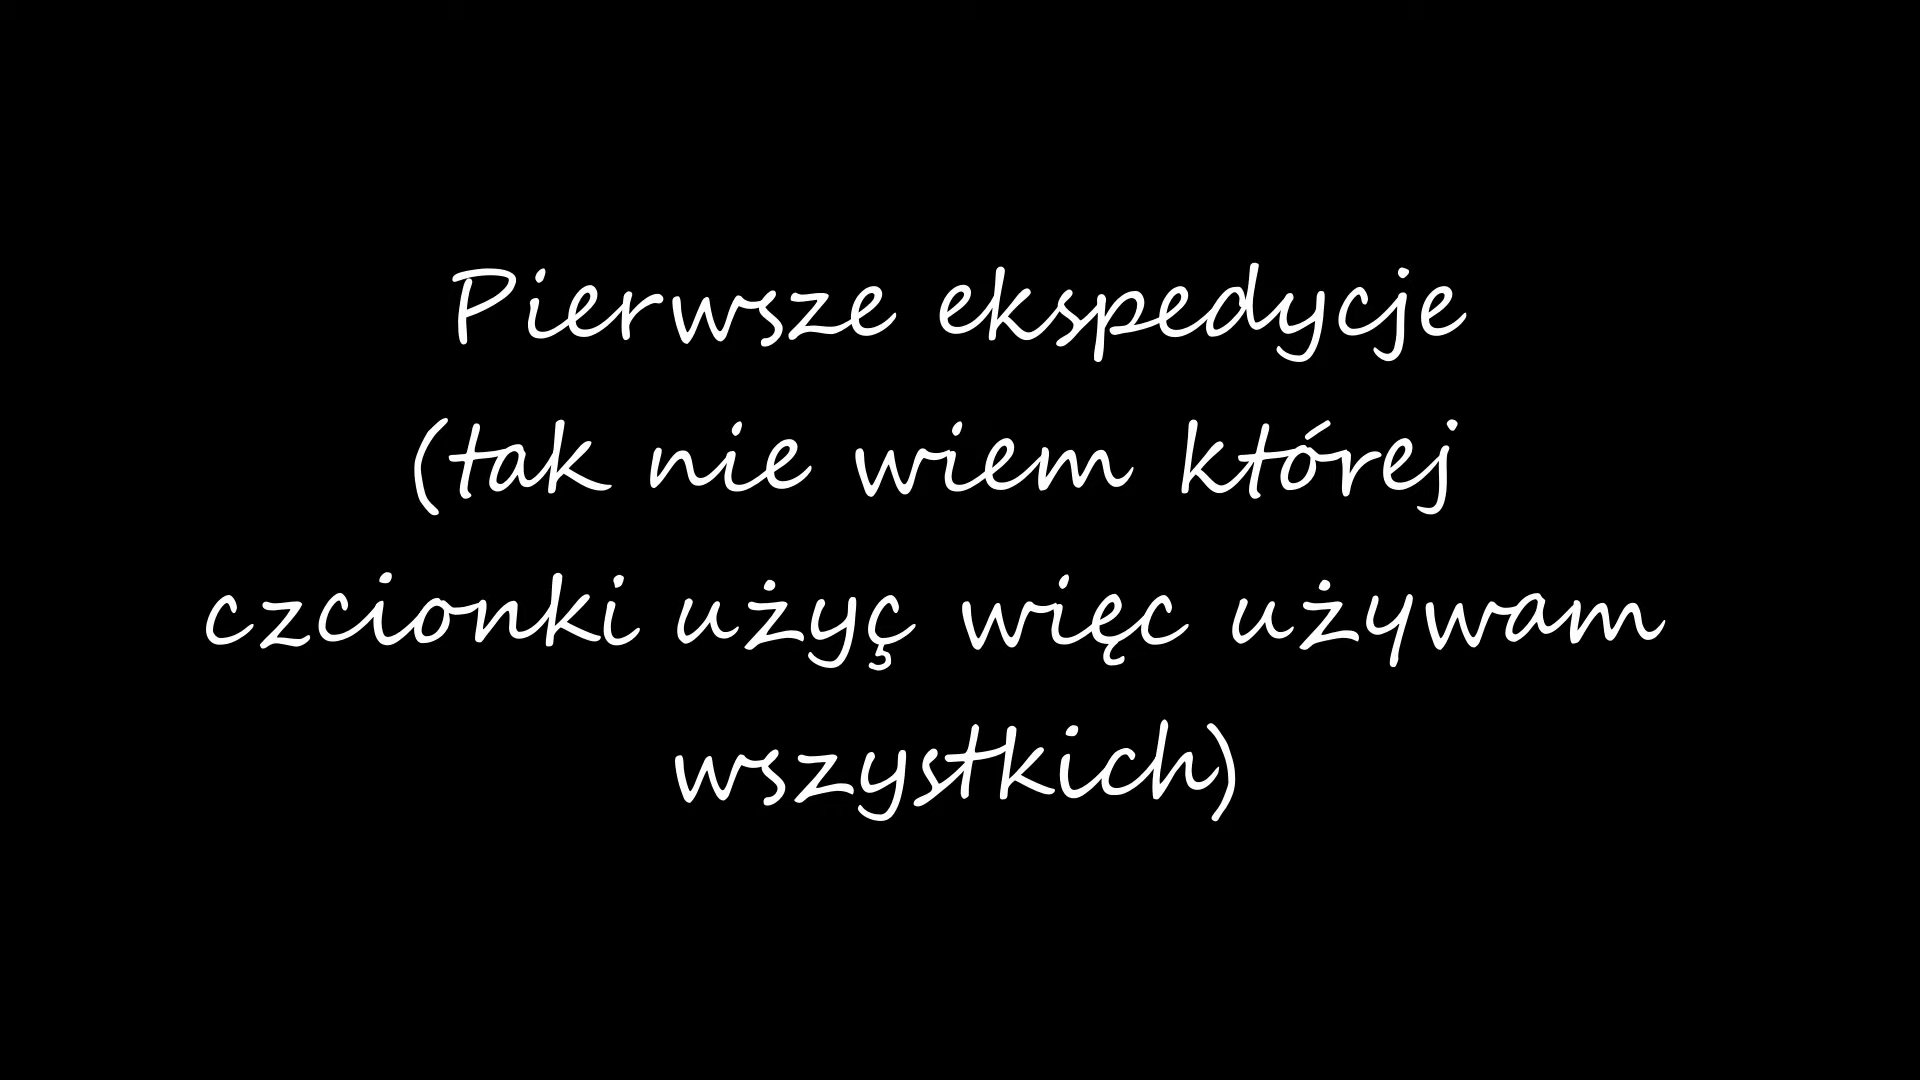 Pierwsze ekspedycje
(tak nie wiem której
czcionki użyç więc używam
wszystkich)